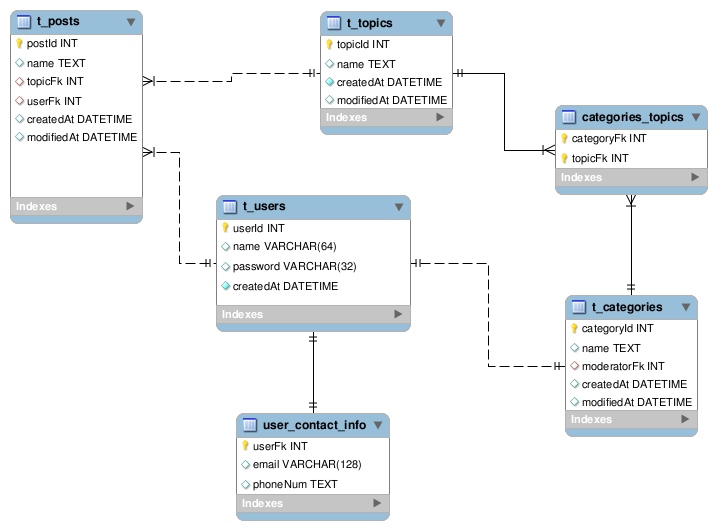 t_posts
postId INT
name TEXT
topicFk INT
userFk INT
createdAt DATETIME
modifiedAt DATETIME
Indexes
t_topics
topicId INT
name TEXT
createdAt DATETIME
modifiedAt DATETIME
Indexes
categories_topics
categoryFk INT
topicFk INT
Indexes
t_users
userId INT
name VARCHAR(64)
password VARCHAR(32)
createdAt DATETIME
Indexes
t_categories
categoryId INT
name TEXT
moderatorFk INT
createdAt DATETIME
modifiedAt DATETIME
Indexes
user_contact_info
userFk INT
email VARCHAR(128)
phoneNum TEXT
Indexes